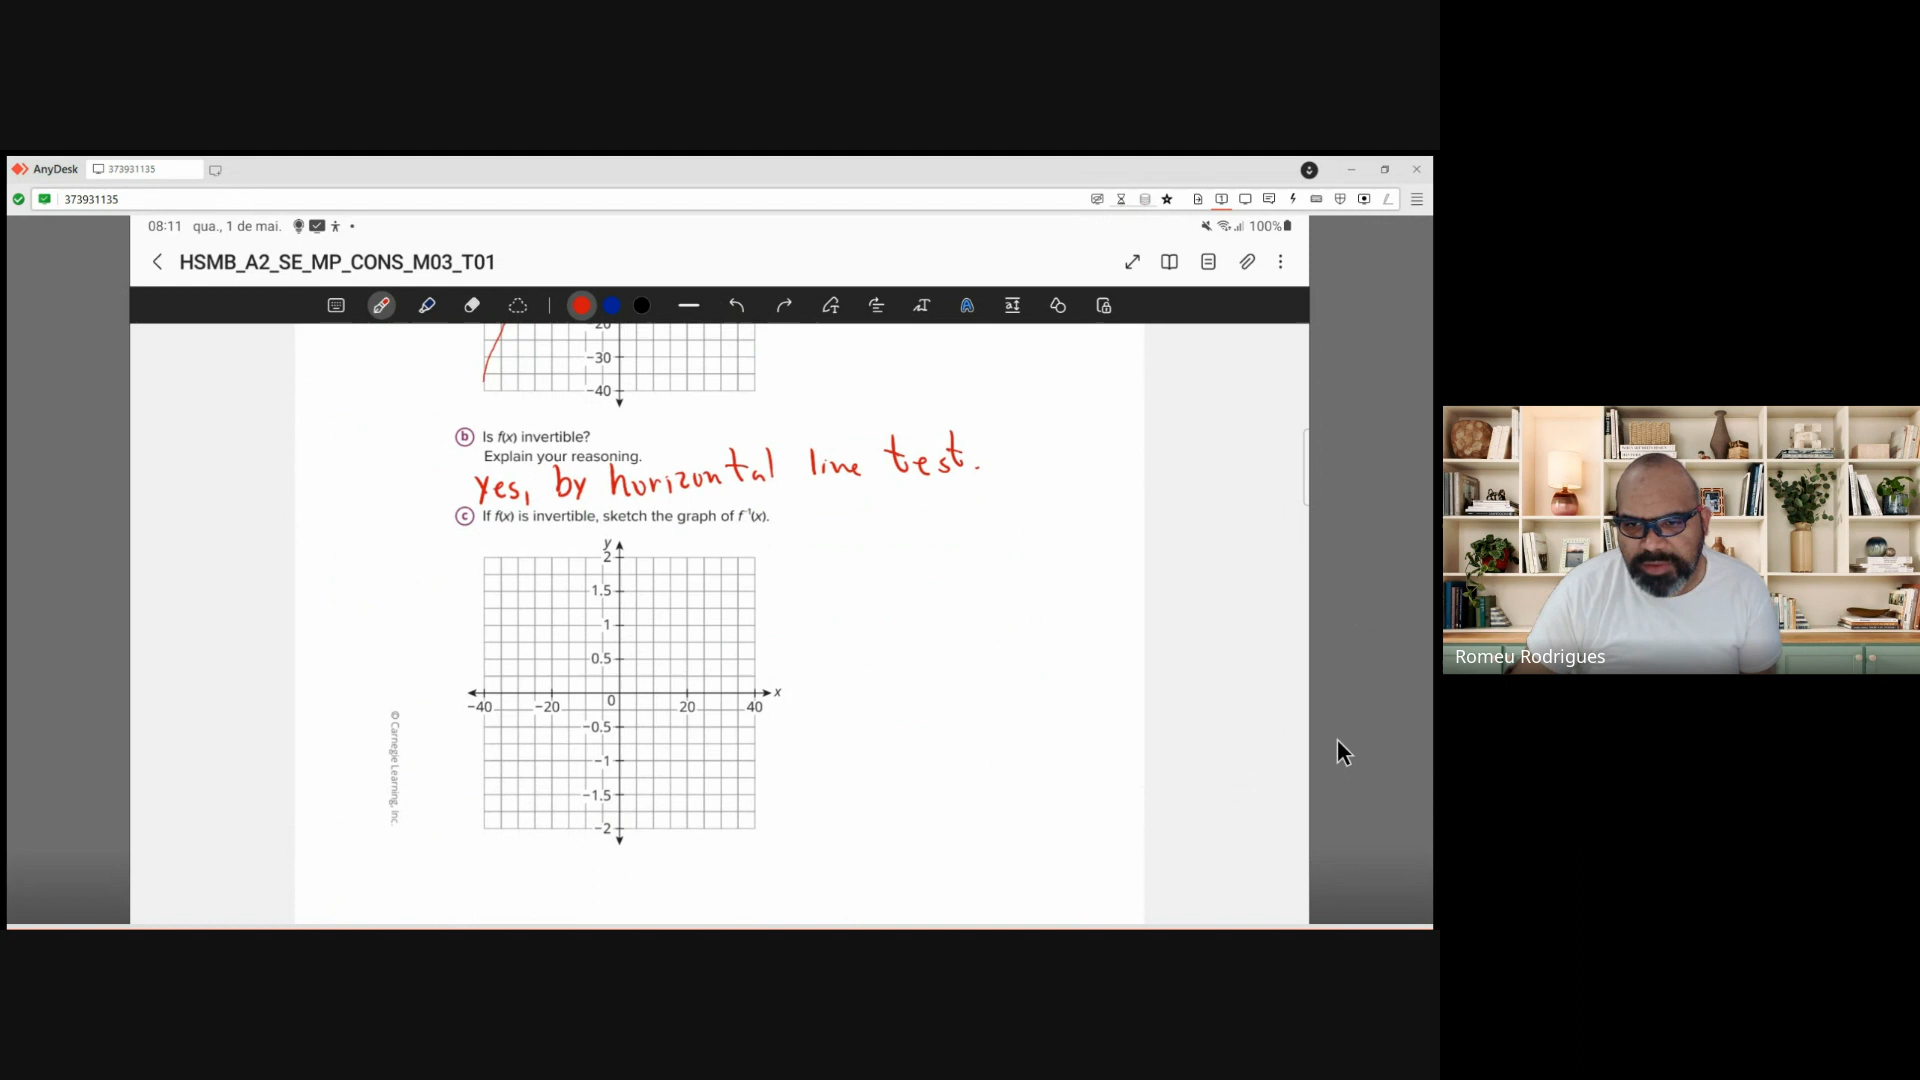 AnyDesk 373931135
373931135
08:11 qua., 1 de mai. 100%
HSMB_A2_SE_MP_CONS_M03_T01
20
−30
−40
b Is f(x) invertible?
Explain your reasoning.
Yes, by horizontal line test.
c If f(x) is invertible, sketch the graph of f⁻¹(x).
y
2
1.5
1
0.5
x
−40 −20 0 20 40
−0.5
−1
−1.5
−2
© Carnegie Learning, Inc.
Romeu Rodrigues